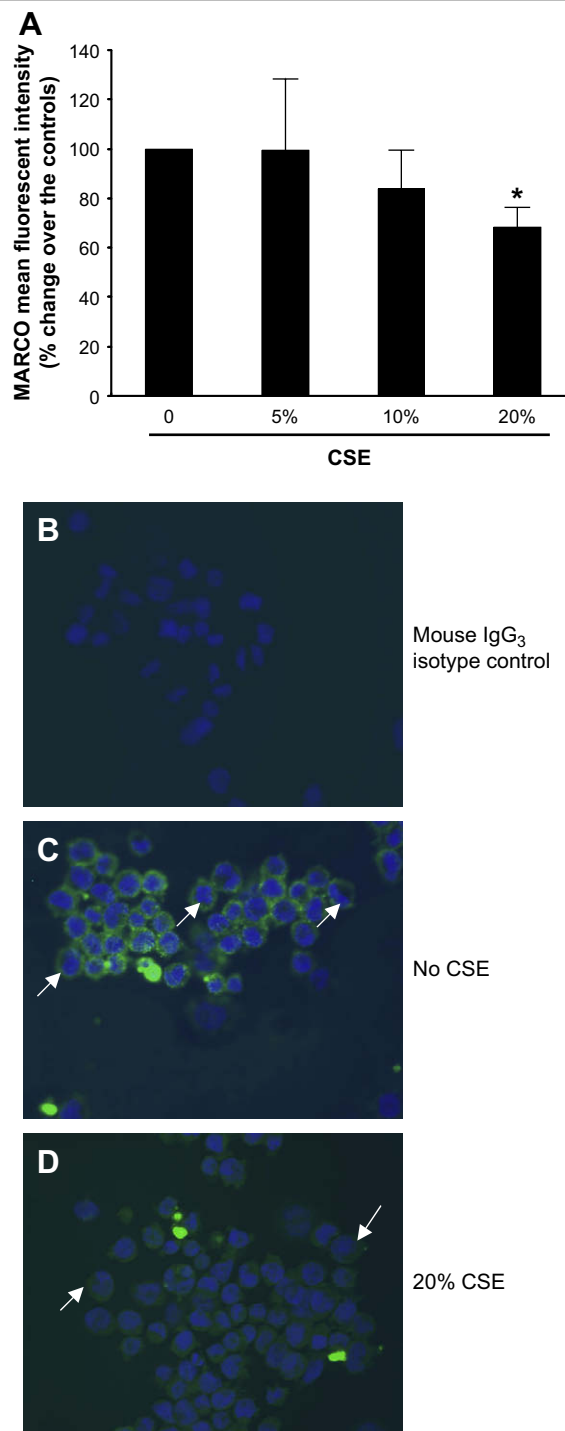 A
MARCO mean fluorescent intensity
(% change over the controls)
140
120
100
80
60
40
20
0
*
0 5% 10% 20%
CSE
B
Mouse IgG3
isotype control
C
No CSE
D
20% CSE